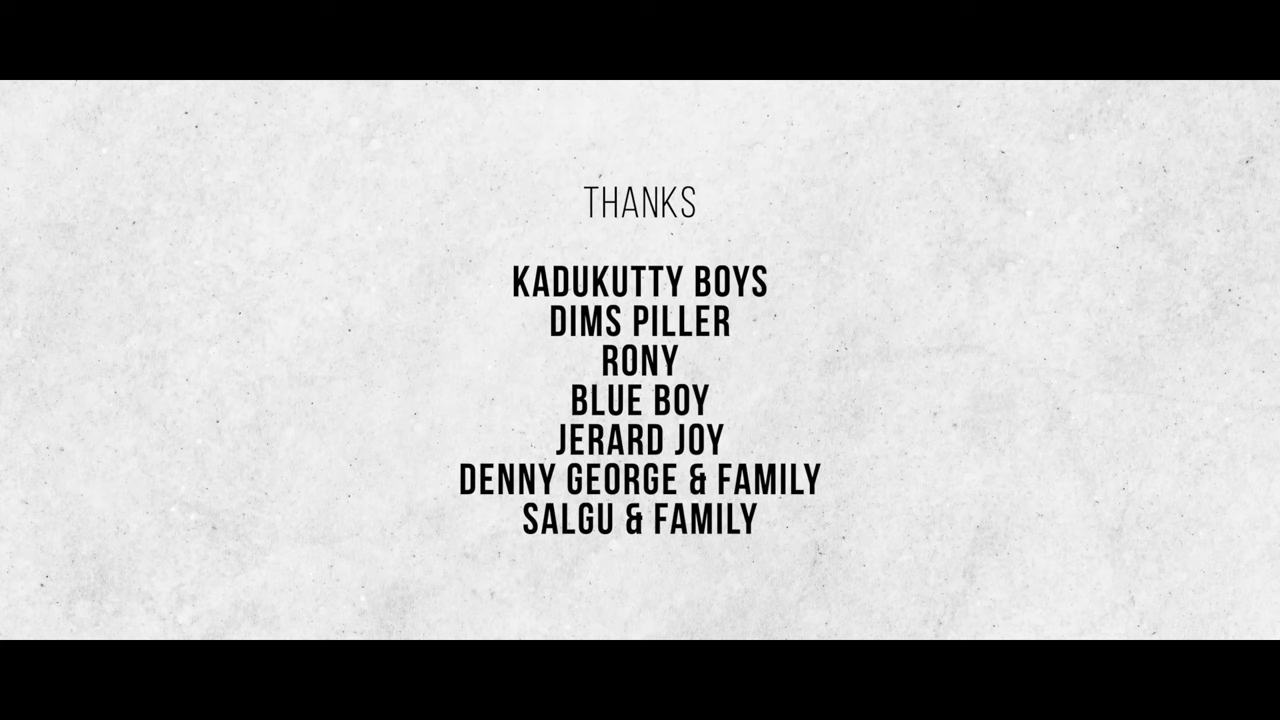 THANKS
KADUKUTTY BOYS
DIMS PILLER
RONY
BLUE BOY
JERARD JOY
DENNY GEORGE & FAMILY
SALGU & FAMILY